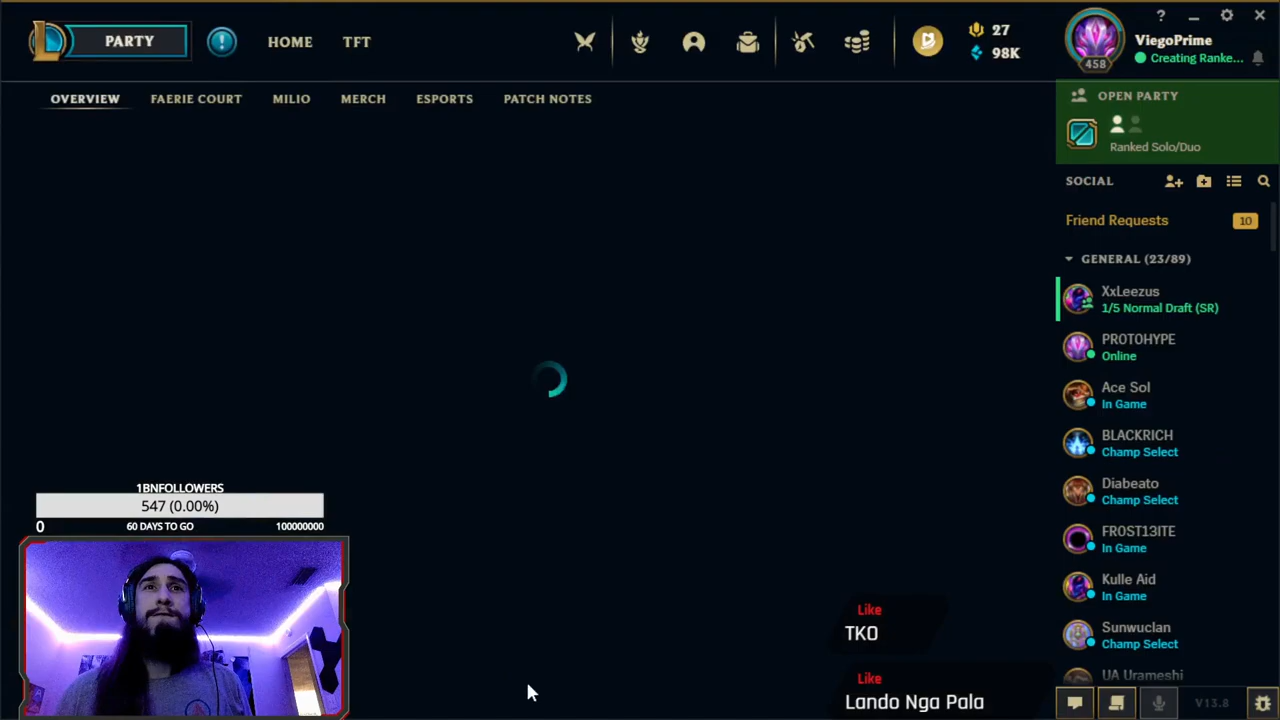 PARTY
HOME
TFT
27
98K
458
ViegoPrime
Creating Ranke...
OVERVIEW
FAERIE COURT
MILIO
MERCH
ESPORTS
PATCH NOTES
OPEN PARTY
Ranked Solo/Duo
SOCIAL
Friend Requests
10
GENERAL (23/89)
XxLeezus
1/5 Normal Draft (SR)
PROTOHYPE
Online
Ace Sol
In Game
BLACKRICH
Champ Select
Diabeato
Champ Select
FR0ST13ITE
In Game
Kulle Aid
In Game
Sunwuclan
Champ Select
UA Urameshi
V13.8
1BNFOLLOWERS
547 (0.00%)
0
60 DAYS TO GO
100000000
Like
TKO
Like
Lando Nga Pala